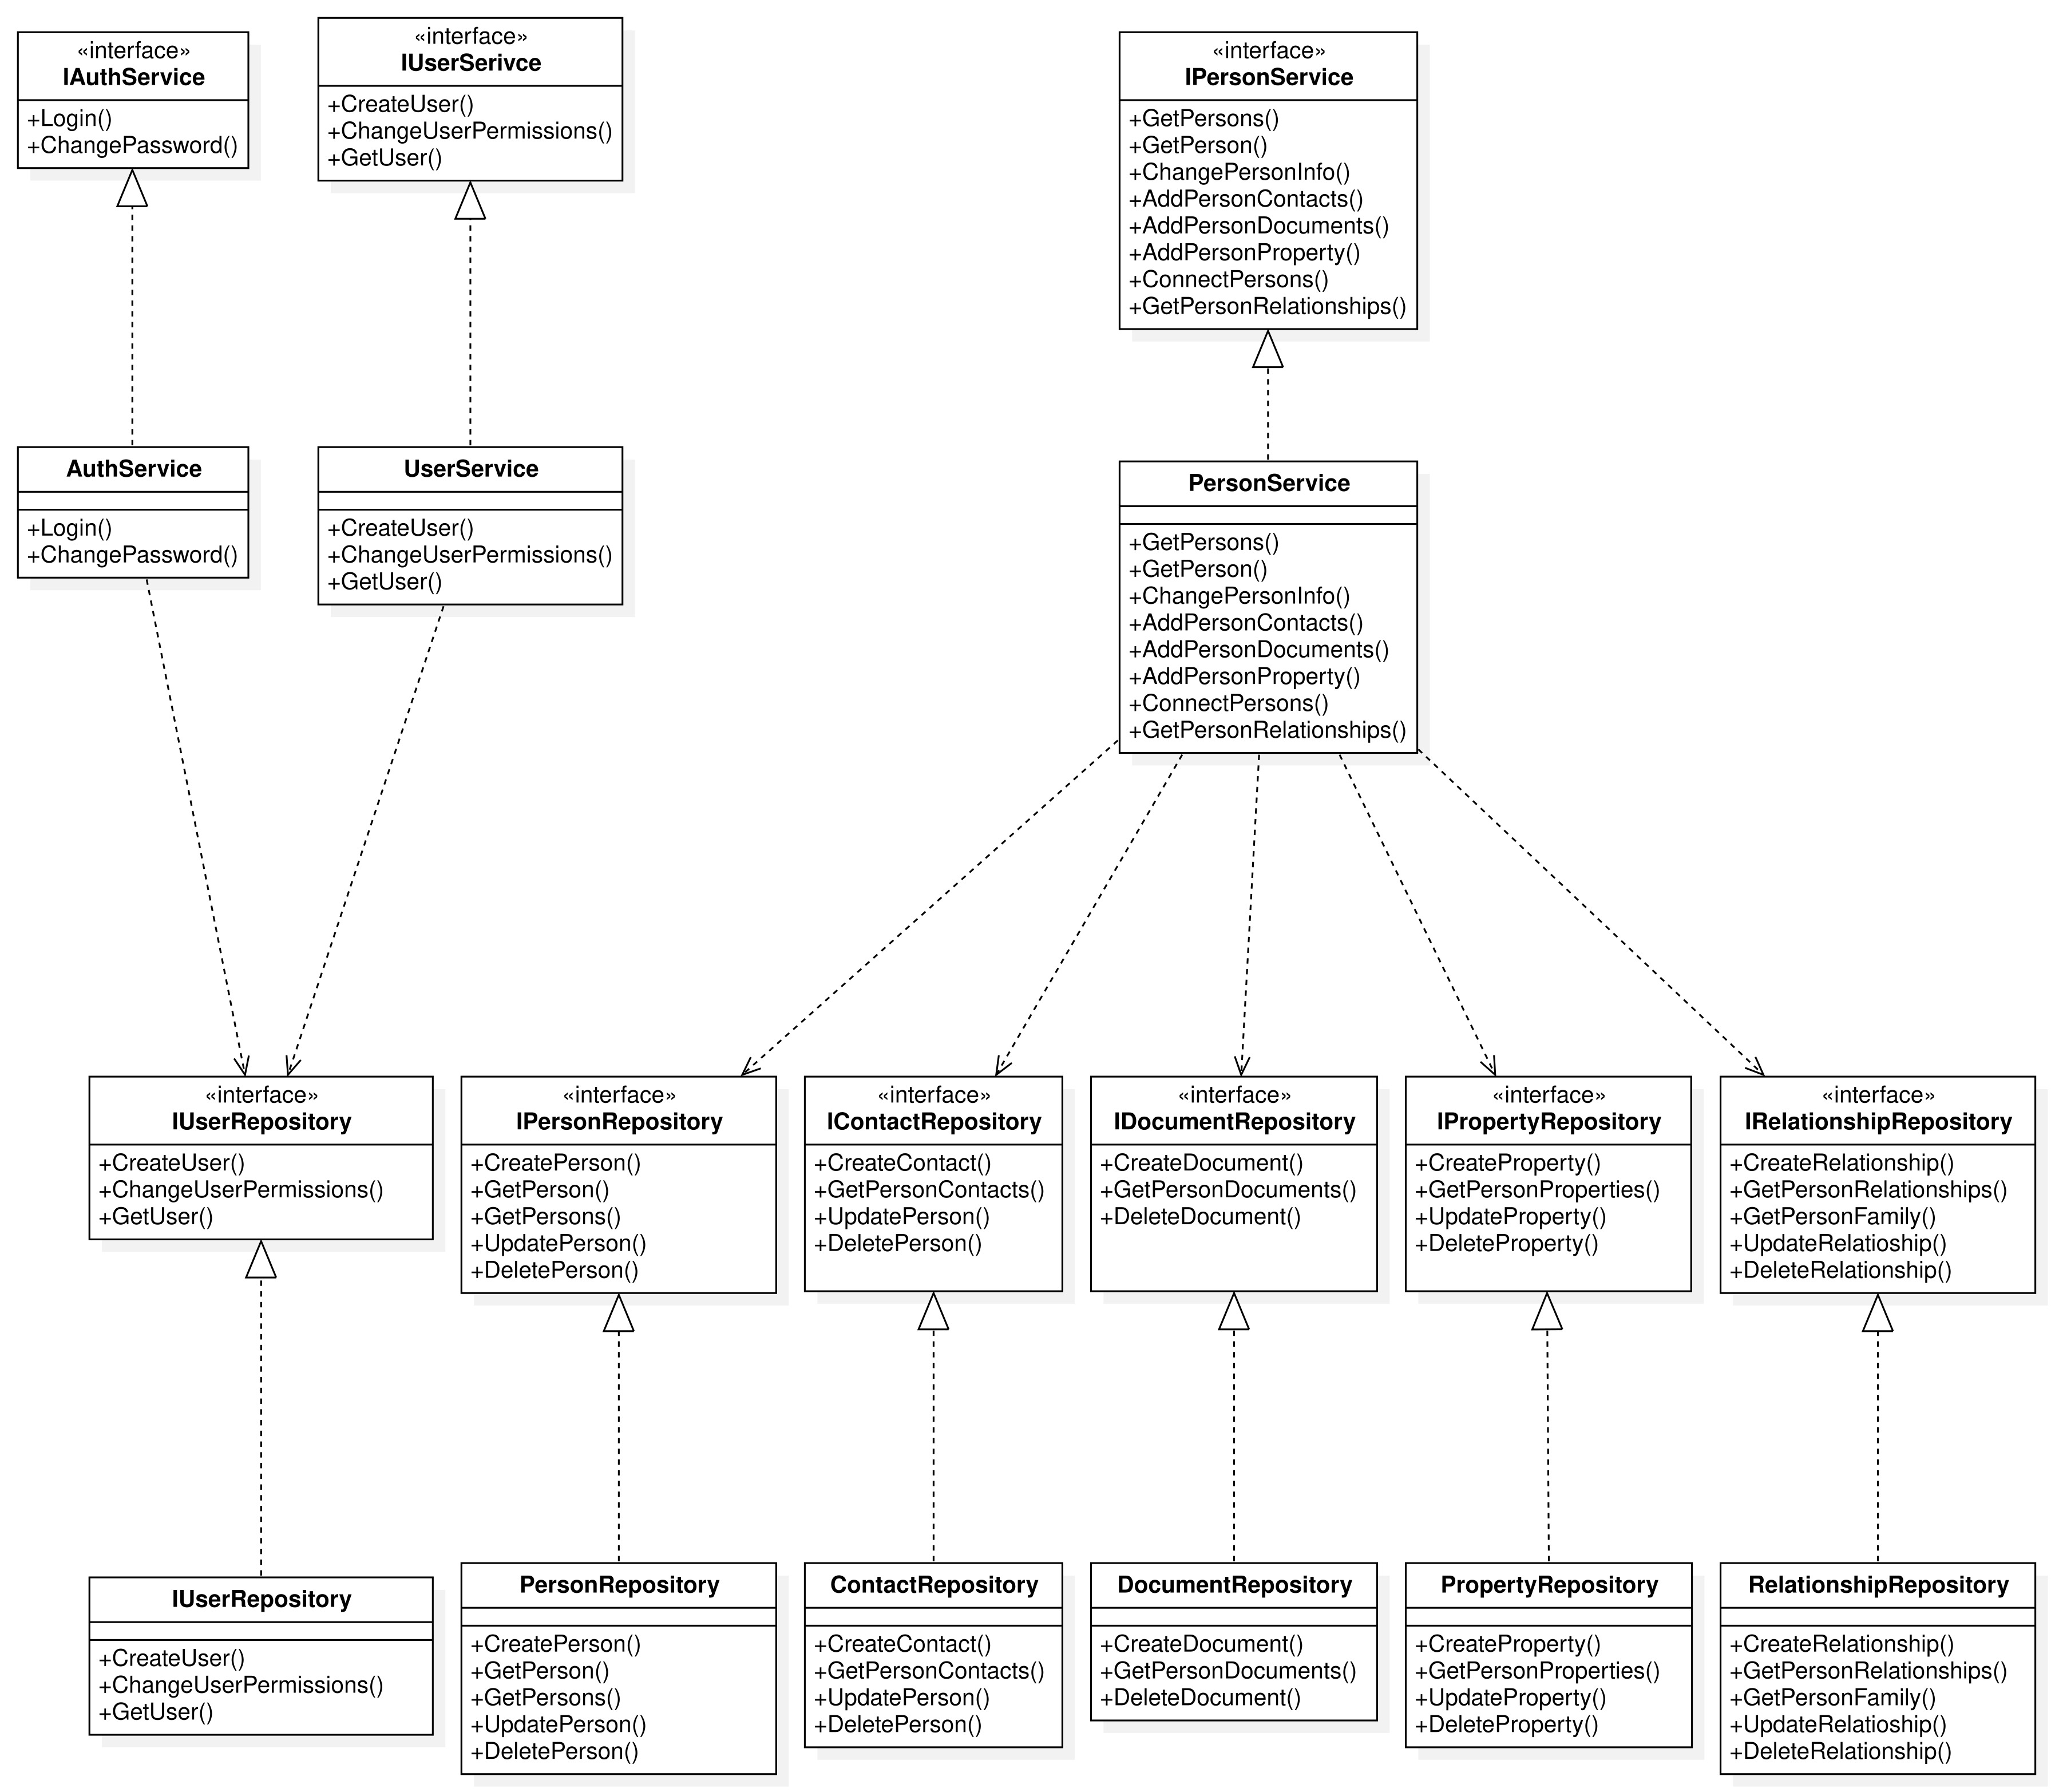 «interface»
IAuthService
+Login()
+ChangePassword()
«interface»
IUserSerivce
+CreateUser()
+ChangeUserPermissions()
+GetUser()
«interface»
IPersonService
+GetPersons()
+GetPerson()
+ChangePersonInfo()
+AddPersonContacts()
+AddPersonDocuments()
+AddPersonProperty()
+ConnectPersons()
+GetPersonRelationships()
AuthService
+Login()
+ChangePassword()
UserService
+CreateUser()
+ChangeUserPermissions()
+GetUser()
PersonService
+GetPersons()
+GetPerson()
+ChangePersonInfo()
+AddPersonContacts()
+AddPersonDocuments()
+AddPersonProperty()
+ConnectPersons()
+GetPersonRelationships()
«interface»
IUserRepository
+CreateUser()
+ChangeUserPermissions()
+GetUser()
«interface»
IPersonRepository
+CreatePerson()
+GetPerson()
+GetPersons()
+UpdatePerson()
+DeletePerson()
«interface»
IContactRepository
+CreateContact()
+GetPersonContacts()
+UpdatePerson()
+DeletePerson()
«interface»
IDocumentRepository
+CreateDocument()
+GetPersonDocuments()
+DeleteDocument()
«interface»
IPropertyRepository
+CreateProperty()
+GetPersonProperties()
+UpdateProperty()
+DeleteProperty()
«interface»
IRelationshipRepository
+CreateRelationship()
+GetPersonRelationships()
+GetPersonFamily()
+UpdateRelatioship()
+DeleteRelationship()
IUserRepository
+CreateUser()
+ChangeUserPermissions()
+GetUser()
PersonRepository
+CreatePerson()
+GetPerson()
+GetPersons()
+UpdatePerson()
+DeletePerson()
ContactRepository
+CreateContact()
+GetPersonContacts()
+UpdatePerson()
+DeletePerson()
DocumentRepository
+CreateDocument()
+GetPersonDocuments()
+DeleteDocument()
PropertyRepository
+CreateProperty()
+GetPersonProperties()
+UpdateProperty()
+DeleteProperty()
RelationshipRepository
+CreateRelationship()
+GetPersonRelationships()
+GetPersonFamily()
+UpdateRelatioship()
+DeleteRelationship()